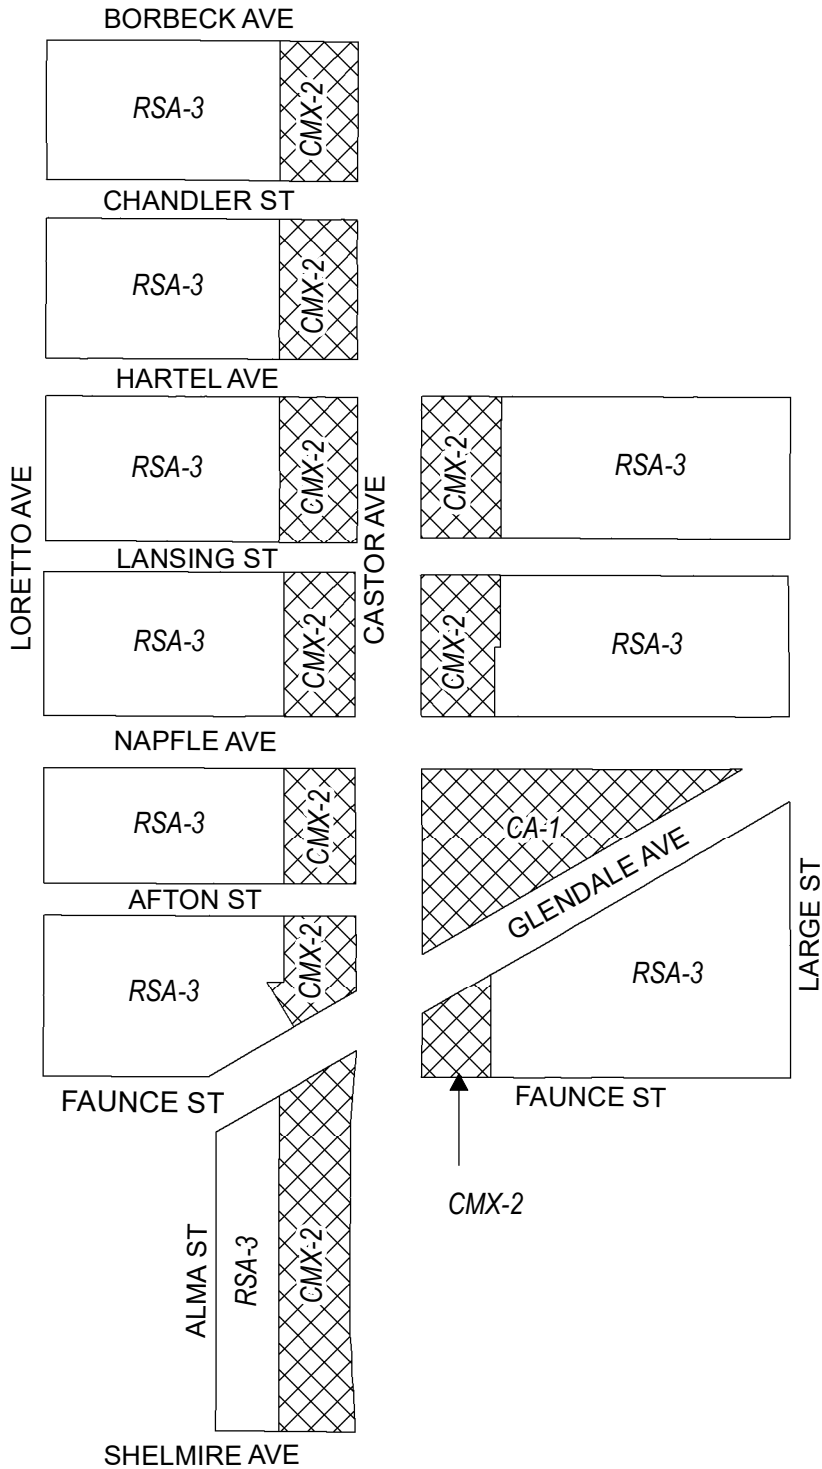 BORBECK AVE
RSA-3
CMX-2
CHANDLER ST
RSA-3
CMX-2
HARTEL AVE
RSA-3
CMX-2
CMX-2
RSA-3
LORETTO AVE
CASTOR AVE
LANSING ST
RSA-3
CMX-2
CMX-2
RSA-3
NAPFLE AVE
RSA-3
CMX-2
CA-1
GLENDALE AVE
AFTON ST
LARGE ST
RSA-3
CMX-2
RSA-3
FAUNCE ST
FAUNCE ST
CMX-2
ALMA ST
RSA-3
CMX-2
SHELMIRE AVE